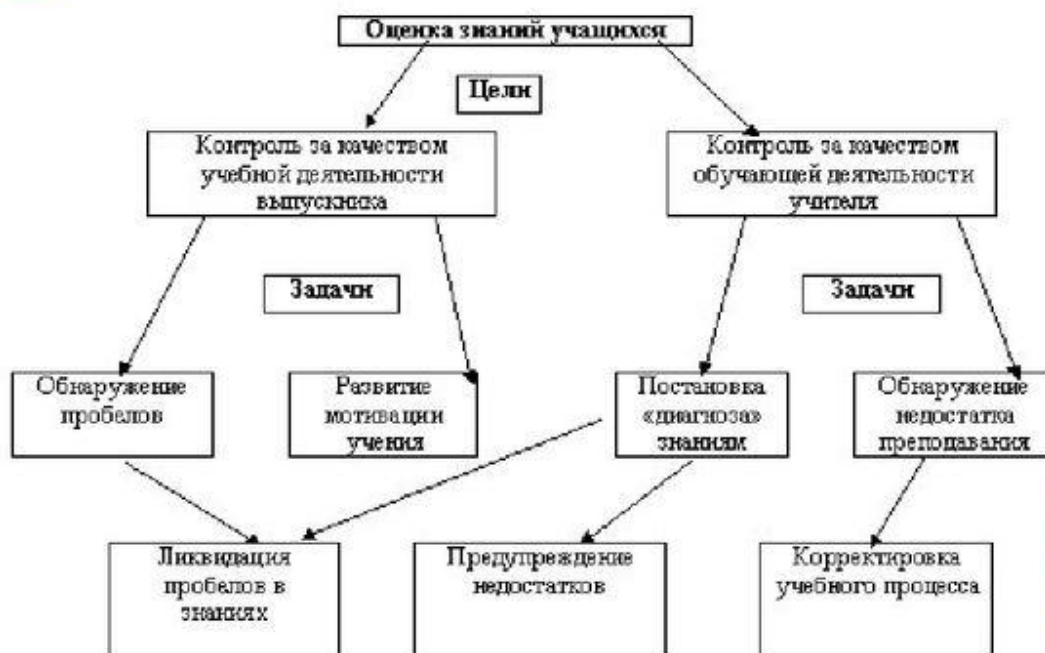 Оценка знаний учащихся
Цели
Контроль за качеством
учебной деятельности
выпускника
Контроль за качеством
обучающей деятельности
учителя
Задачи
Задачи
Обнаружение
пробелов
Развитие
мотивации
учения
Постановка
«диагноза»
знаниям
Обнаружение
недостатка
преподавания
Ликвидация
пробелов в
знаниях
Предупреждение
недостатков
Корректировка
учебного процесса